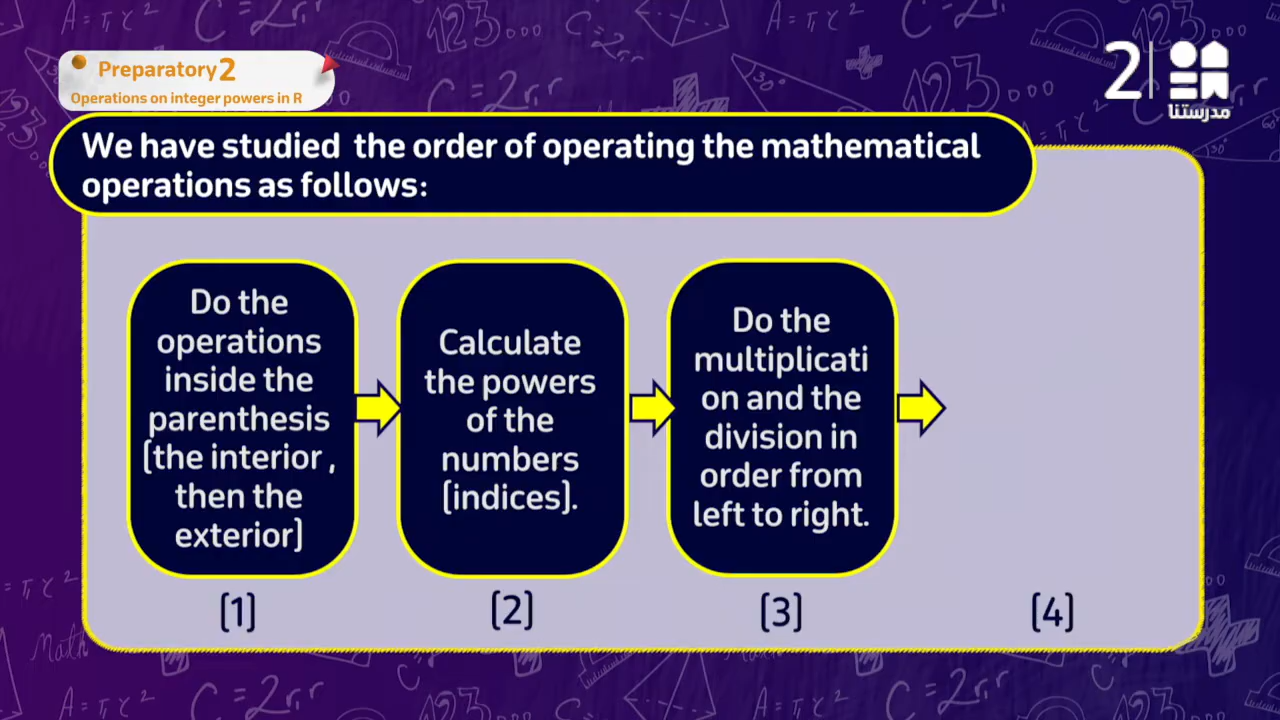 Preparatory 2
Operations on integer powers in R
2
مدرستنا
We have studied the order of operating the mathematical
operations as follows:
Do the
operations
inside the
parenthesis
(the interior ,
then the
exterior)
Calculate
the powers
of the
numbers
(indices).
Do the
multiplicati
on and the
division in
order from
left to right.
(1)
(2)
(3)
(4)